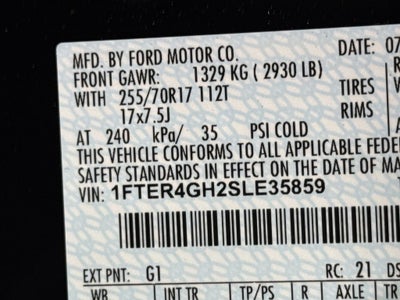 MFD. BY FORD MOTOR CO. DATE: 07
FRONT GAWR: 1329 KG ( 2930 LB)
WITH 255/70R17 112T TIRES
17x7.5J RIMS
AT 240 kPa/ 35 PSI COLD
THIS VEHICLE CONFORMS TO ALL APPLICABLE FEDER
SAFETY STANDARDS IN EFFECT ON THE DATE OF MA
VIN: 1FTER4GH2SLE35859
EXT PNT: G1 RC: 21 DS
WB INT TR TP/PS R AXLE TR